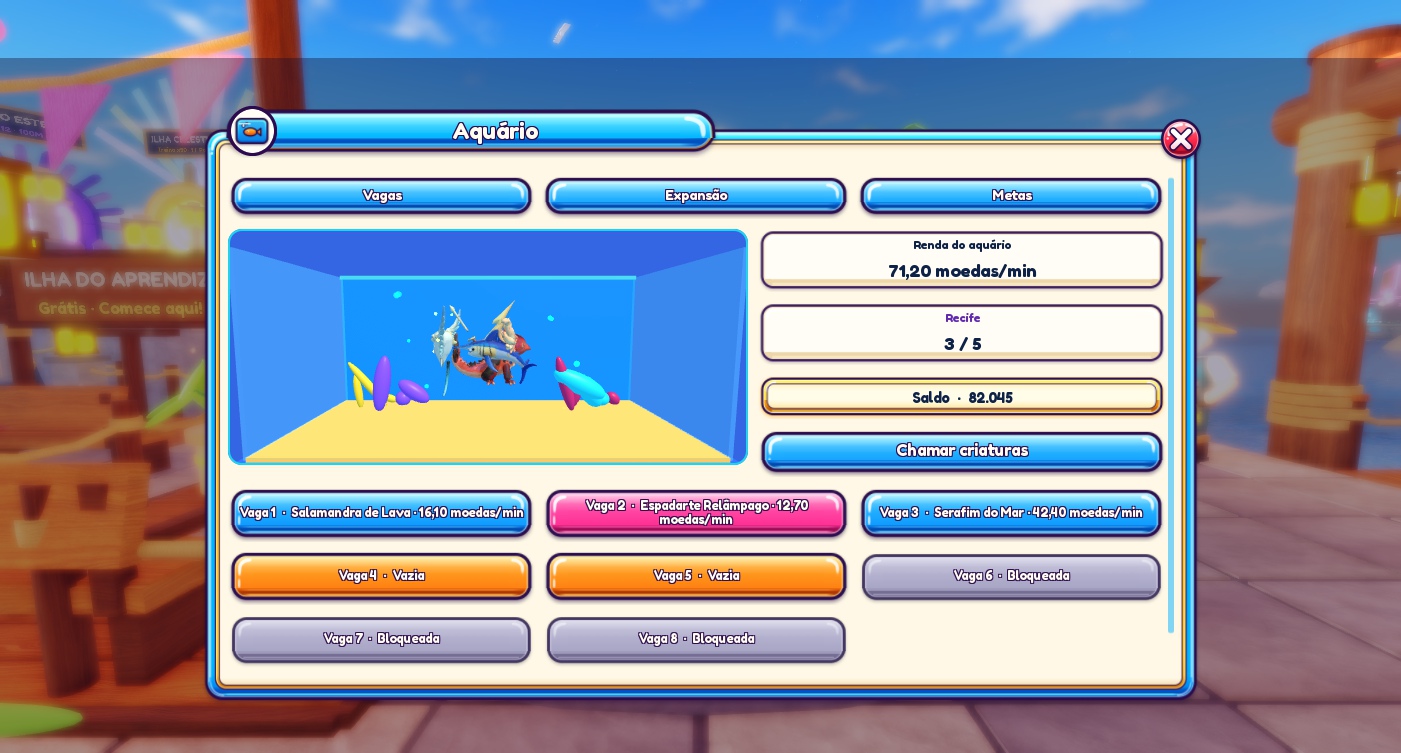 Aquário
Vagas
Expansão
Metas
Renda do aquário
71,20 moedas/min
Recife
3 / 5
Saldo · 82.045
Chamar criaturas
Vaga 1 · Salamandra de Lava · 16,10 moedas/min
Vaga 2 · Espadarte Relâmpago · 12,70
moedas/min
Vaga 3 · Serafim do Mar · 42,40 moedas/min
Vaga 4 · Vazia
Vaga 5 · Vazia
Vaga 6 · Bloqueada
Vaga 7 · Bloqueada
Vaga 8 · Bloqueada
ILHA DO APRENDIZ
Grátis · Comece aqui!